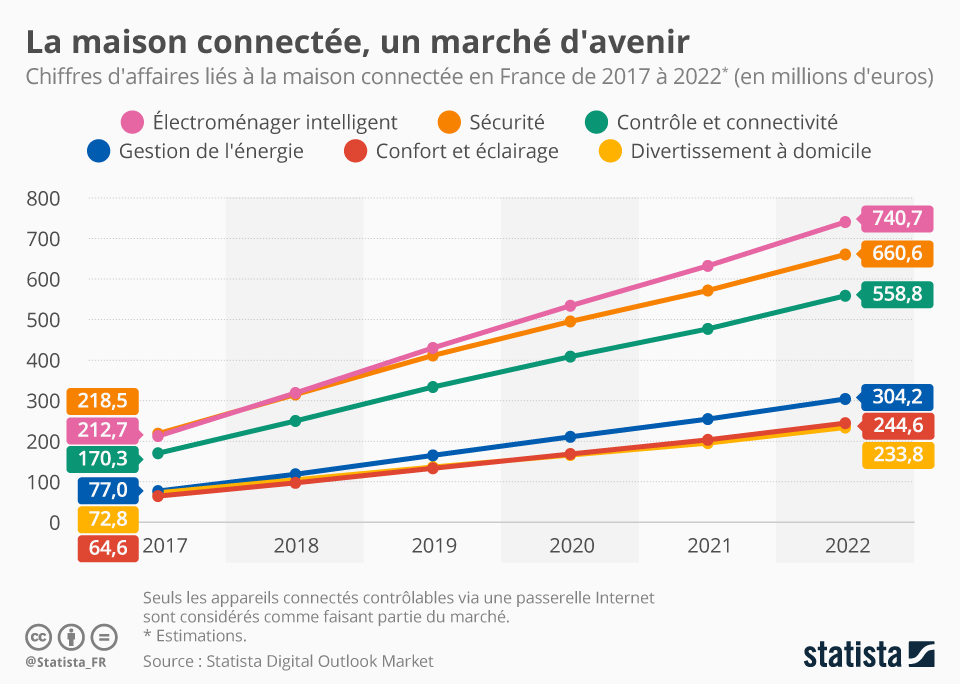 La maison connectée, un marché d'avenir
Chiffres d'affaires liés à la maison connectée en France de 2017 à 2022* (en millions d'euros)
Électroménager intelligent Sécurité Contrôle et connectivité
Gestion de l'énergie Confort et éclairage Divertissement à domicile
800
700
600
500
400
300
200
100
0
740,7
660,6
558,8
304,2
244,6
233,8
218,5
212,7
170,3
77,0
72,8
64,6
2017 2018 2019 2020 2021 2022
Seuls les appareils connectés contrôlables via une passerelle Internet
sont considérés comme faisant partie du marché.
* Estimations.
Source : Statista Digital Outlook Market
cc
@Statista_FR
statista